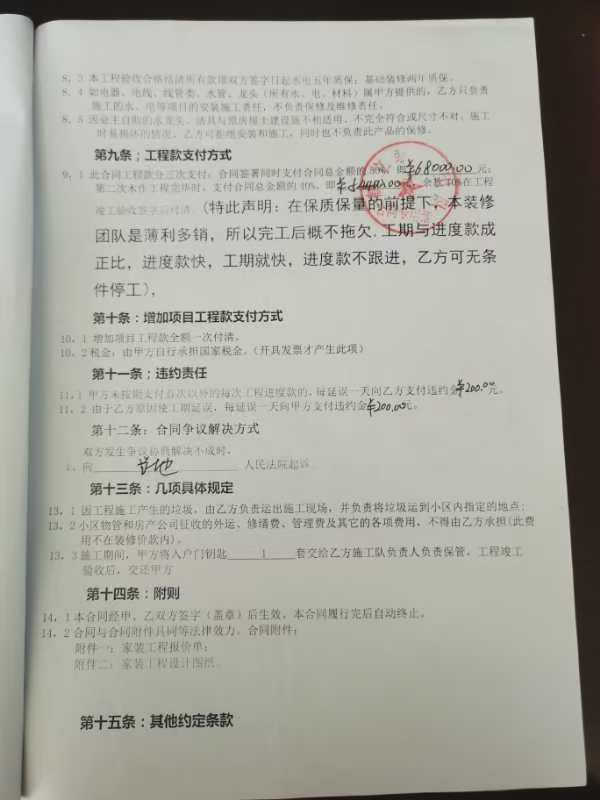 8．3 本工程验收合格结清所有款项双方签字日起水电五年质保；基础装修两年质保。
8．4 如电器、电线、线管类、水管、龙头（所有水、电、材料）属甲方提供的，乙方只负责
施工的水、电等项目的安装施工责任，不负责保修及维修责任。
8．5 因业主自购的水龙头、洁具与原房屋土建设施不相适用、不完全符合或尺寸不对、施工
时易损坏的情况，乙方可拒绝安装和施工，同时也不负责此产品的保修。
第九条：工程款支付方式
9，1 此合同工程款分三次支付：合同签署同时支付合同总金额的 50%，即￥68000.00元；
第二次木作工程完毕时，支付合同总金额的 40%，即 余款 10%在工程
竣工验收签字后付清。(特此声明：在保质保量的前提下，本装修
团队是薄利多销，所以完工后概不拖欠.工期与进度款成
正比，进度款快，工期就快，进度款不跟进，乙方可无条
件停工)，
第十条：增加项目工程款支付方式
10．1 增加项目工程款全额一次付清。
10．2 税金：由甲方自行承担国家税金。（开具发票才产生此项）
第十一条：违约责任
11．1 甲方未按期支付首次以外的每次工程进度款的，每延误一天向乙方支付违约金￥200.00元。
11．2 由于乙方原因使工期延误，每延误一天向甲方支付违约金￥200.00元。
第十二条：合同争议解决方式
双方发生争议协商解决不成时，
向 当地 人民法院起诉
第十三条：几项具体规定
13．1 因工程施工产生的垃圾，由乙方负责运出施工现场，并负责将垃圾运到小区内指定的地点；
13．2 小区物管和房产公司征收的外运、修缮费、管理费及其它的各项费用，不得由乙方承担(此费
用不在装修价款内)。
13．3 施工期间，甲方将入户门钥匙 1 套交给乙方施工队负责人负责保管，工程竣工
验收后，交还甲方
第十四条：附则
14．1 本合同经甲、乙双方签字（盖章）后生效，本合同履行完后自动终止。
14．2 合同与合同附件具同等法律效力。合同附件：
附件一：家装工程报价单；
附件二：家装工程设计图纸。
第十五条：其他约定条款